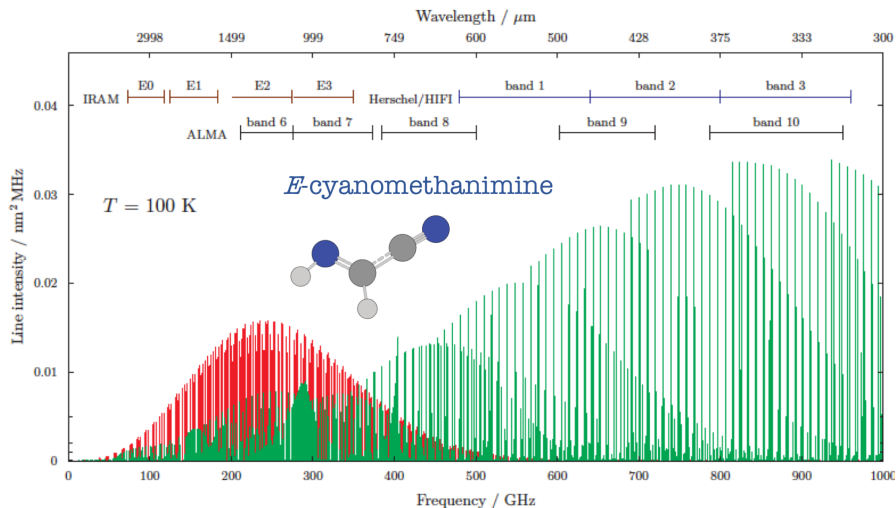 Wavelength / μm
2998 1499 999 749 600 500 428 375 333 300
E0 E1 E2 E3 band 1 band 2 band 3
IRAM Herschel/HIFI
band 6 band 7 band 8 band 9 band 10
ALMA
E-cyanomethanimine
T = 100 K
Line intensity / nm² MHz
0.04
0.03
0.02
0.01
0
0 100 200 300 400 500 600 700 800 900 1000
Frequency / GHz